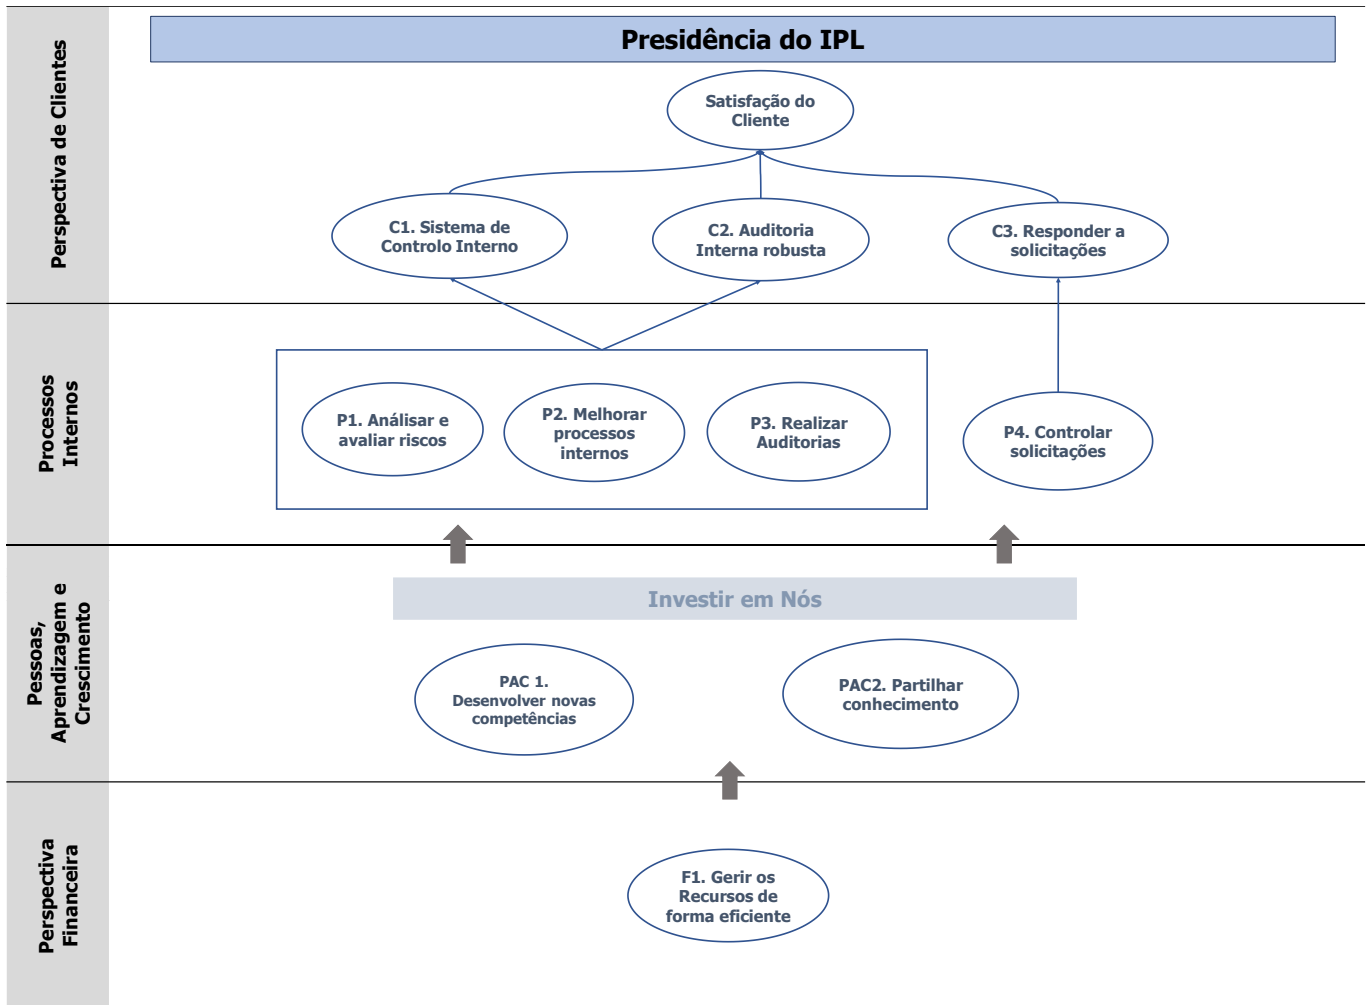 Presidência do IPL
Perspectiva de Clientes
Satisfação do
Cliente
C1. Sistema de
Controlo Interno
C2. Auditoria
Interna robusta
C3. Responder a
solicitações
Processos
Internos
P1. Análisar e
avaliar riscos
P2. Melhorar
processos
internos
P3. Realizar
Auditorias
P4. Controlar
solicitações
Pessoas,
Aprendizagem e
Crescimento
Investir em Nós
PAC 1.
Desenvolver novas
competências
PAC2. Partilhar
conhecimento
Perspectiva
Financeira
F1. Gerir os
Recursos de
forma eficiente